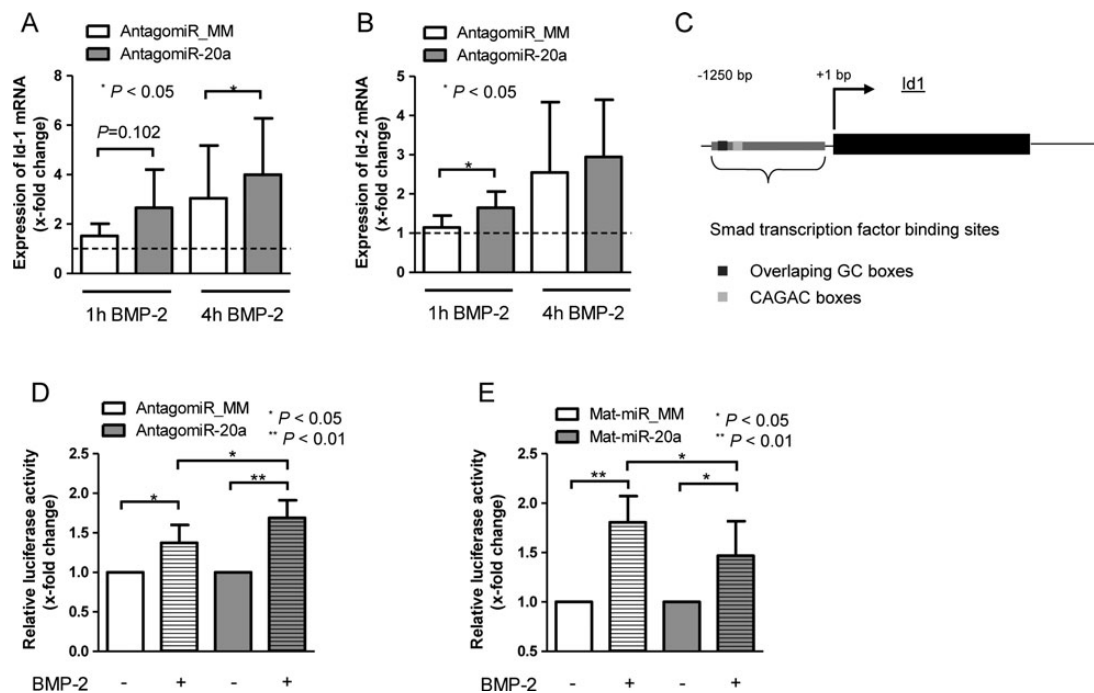 A
AntagomiR_MM
AntagomiR-20a
Expression of Id-1 mRNA
(x-fold change)
8
6
4
2
0
* P < 0.05
P=0.102
*
1h BMP-2
4h BMP-2
B
AntagomiR_MM
AntagomiR-20a
Expression of Id-2 mRNA
(x-fold change)
5
4
3
2
1
0
* P < 0.05
*
1h BMP-2
4h BMP-2
C
-1250 bp
+1 bp
Id1
Smad transcription factor binding sites
Overlaping GC boxes
CAGAC boxes
D
AntagomiR_MM
AntagomiR-20a
* P < 0.05
** P < 0.01
Relative luciferase activity
(x-fold change)
2.5
2.0
1.5
1.0
0.5
0.0
*
*
**
BMP-2 - + - +
E
Mat-miR_MM
Mat-miR-20a
* P < 0.05
** P < 0.01
Relative luciferase activity
(x-fold change)
2.5
2.0
1.5
1.0
0.5
*
**
*
BMP-2 - + - +